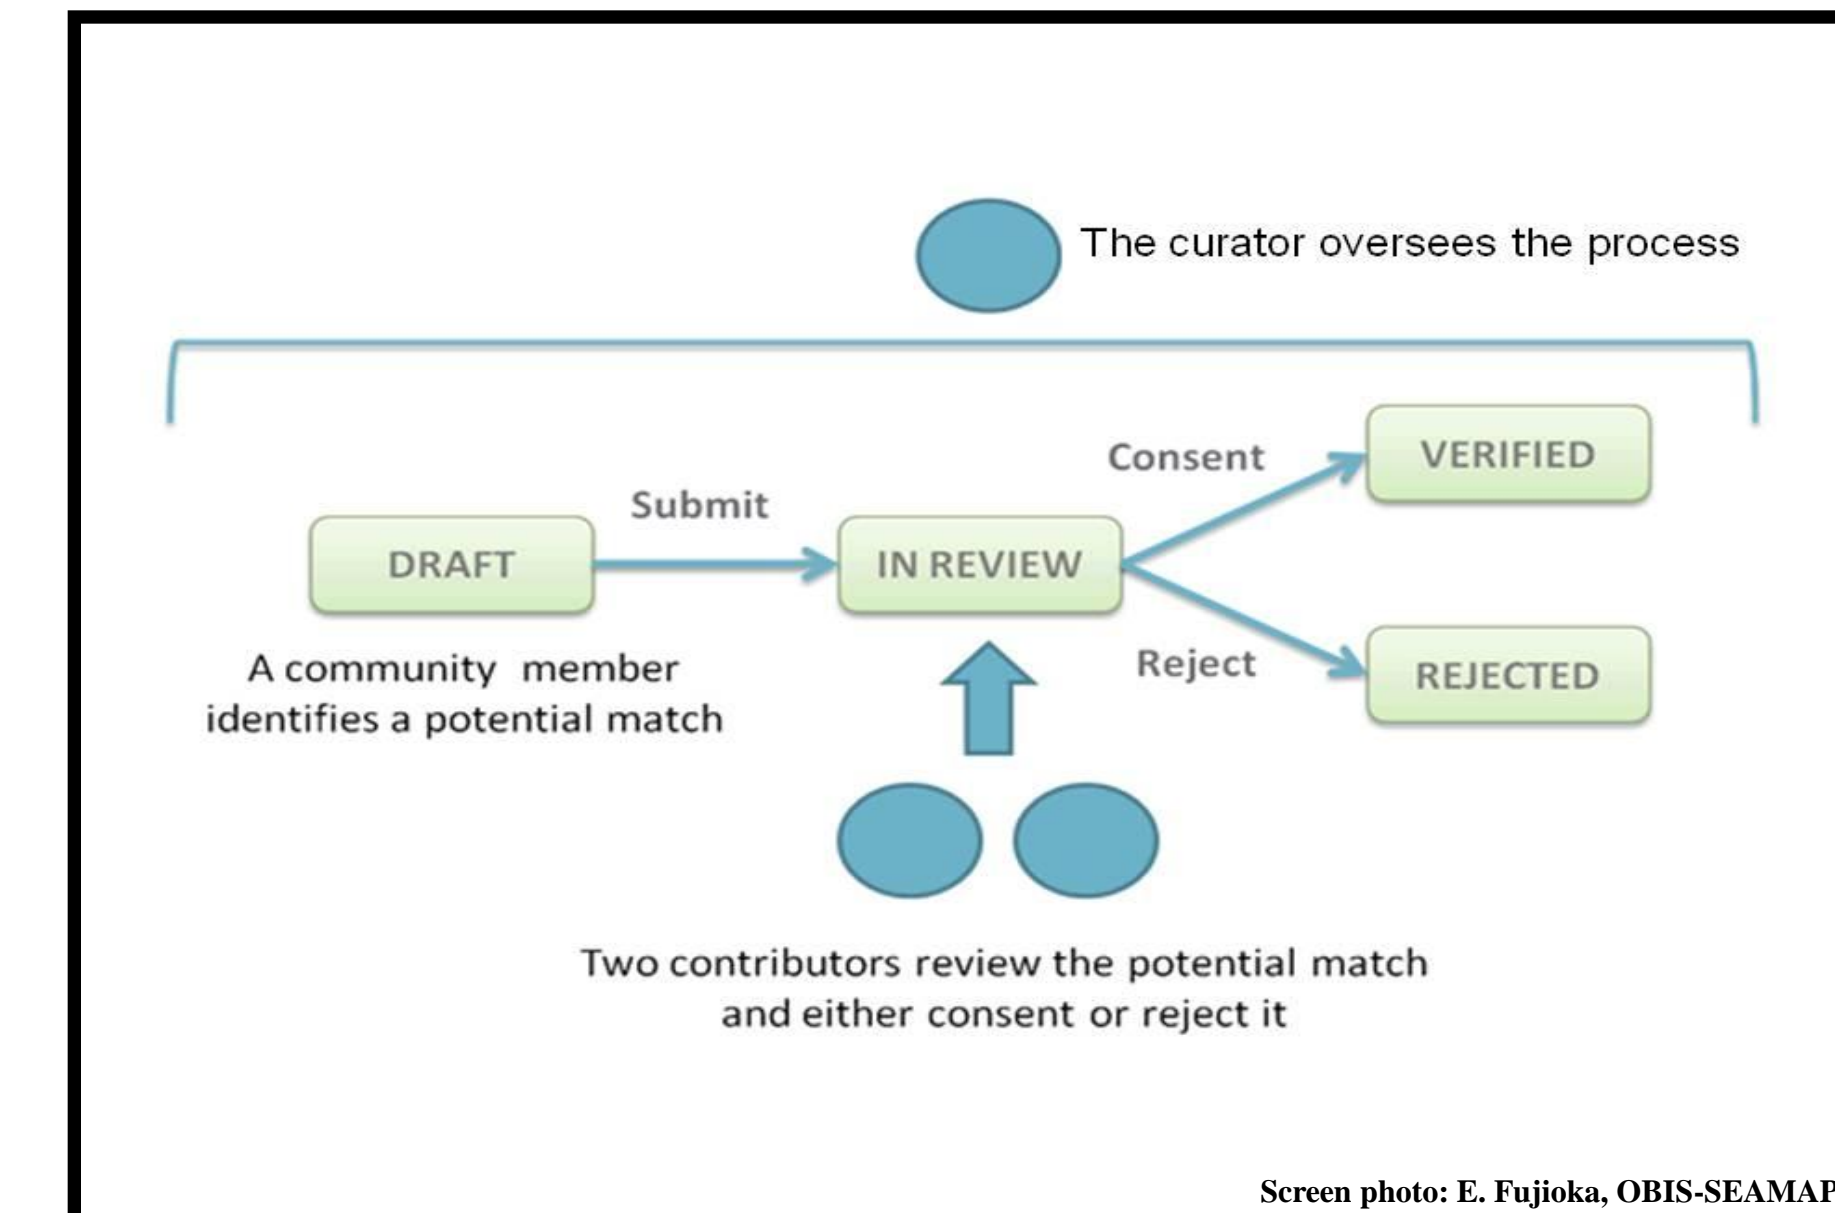 The curator oversees the process
Consent
VERIFIED
Submit
DRAFT
IN REVIEW
Reject
REJECTED
A community member
identifies a potential match
Two contributors review the potential match
and either consent or reject it
Screen photo: E. Fujioka, OBIS-SEAMAP